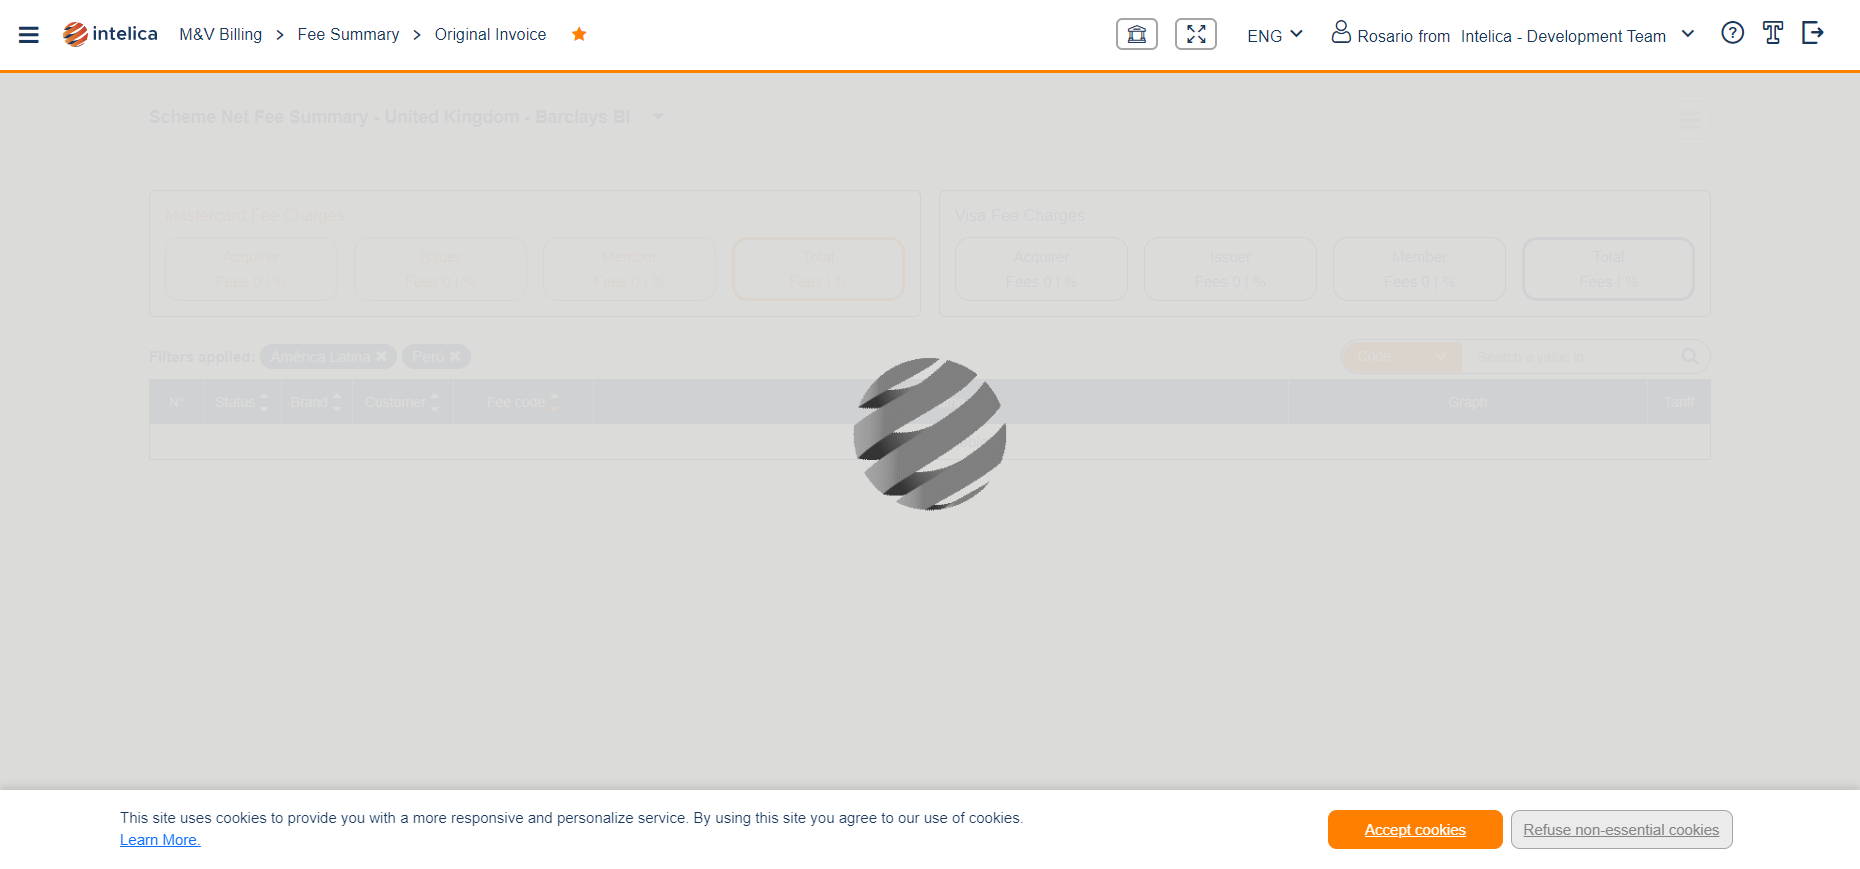 intelica M&V Billing > Fee Summary > Original Invoice ENG Rosario from Intelica - Development Team
Scheme Net Fee Summary - United Kingdom - Barclays BI
Mastercard Fee Charges
Acquirer
Fees 0 | %
Issuer
Fees 0 | %
Member
Fees 0 | %
Total
Fees | %
Visa Fee Charges
Acquirer
Fees 0 | %
Issuer
Fees 0 | %
Member
Fees 0 | %
Total
Fees | %
Filters applied: América Latina Perú Code Search a value in
N° Status Brand Customer Fee code Graph Tariff
This site uses cookies to provide you with a more responsive and personalize service. By using this site you agree to our use of cookies.
Learn More.
Accept cookies Refuse non-essential cookies